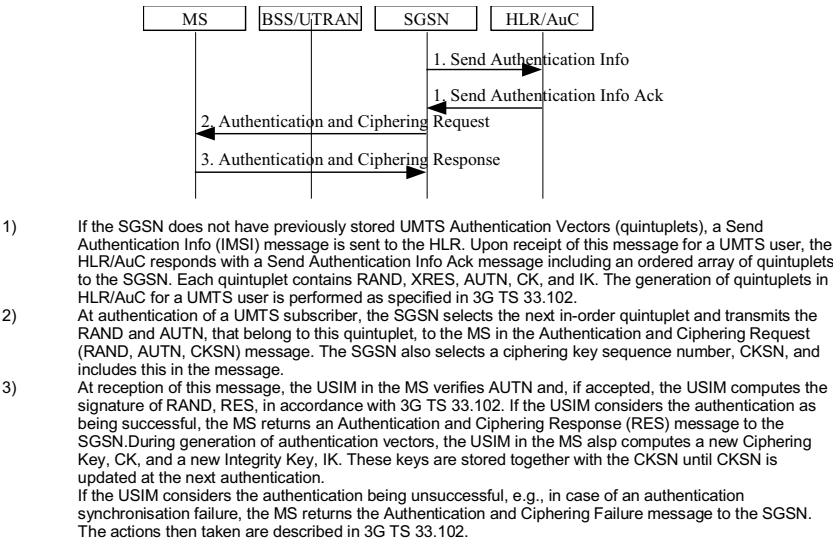 MS BSS/UTRAN SGSN HLR/AuC
1. Send Authentication Info
1. Send Authentication Info Ack
2. Authentication and Ciphering Request
3. Authentication and Ciphering Response
1) If the SGSN does not have previously stored UMTS Authentication Vectors (quintuplets), a Send
Authentication Info (IMSI) message is sent to the HLR. Upon receipt of this message for a UMTS user, the
HLR/AuC responds with a Send Authentication Info Ack message including an ordered array of quintuplets
to the SGSN. Each quintuplet contains RAND, XRES, AUTN, CK, and IK. The generation of quintuplets in
HLR/AuC for a UMTS user is performed as specified in 3G TS 33.102.
2) At authentication of a UMTS subscriber, the SGSN selects the next in-order quintuplet and transmits the
RAND and AUTN, that belong to this quintuplet, to the MS in the Authentication and Ciphering Request
(RAND, AUTN, CKSN) message. The SGSN also selects a ciphering key sequence number, CKSN, and
includes this in the message.
3) At reception of this message, the USIM in the MS verifies AUTN and, if accepted, the USIM computes the
signature of RAND, RES, in accordance with 3G TS 33.102. If the USIM considers the authentication as
being successful, the MS returns an Authentication and Ciphering Response (RES) message to the
SGSN.During generation of authentication vectors, the USIM in the MS alsp computes a new Ciphering
Key, CK, and a new Integrity Key, IK. These keys are stored together with the CKSN until CKSN is
updated at the next authentication.
If the USIM considers the authentication being unsuccessful, e.g., in case of an authentication
synchronisation failure, the MS returns the Authentication and Ciphering Failure message to the SGSN.
The actions then taken are described in 3G TS 33.102.